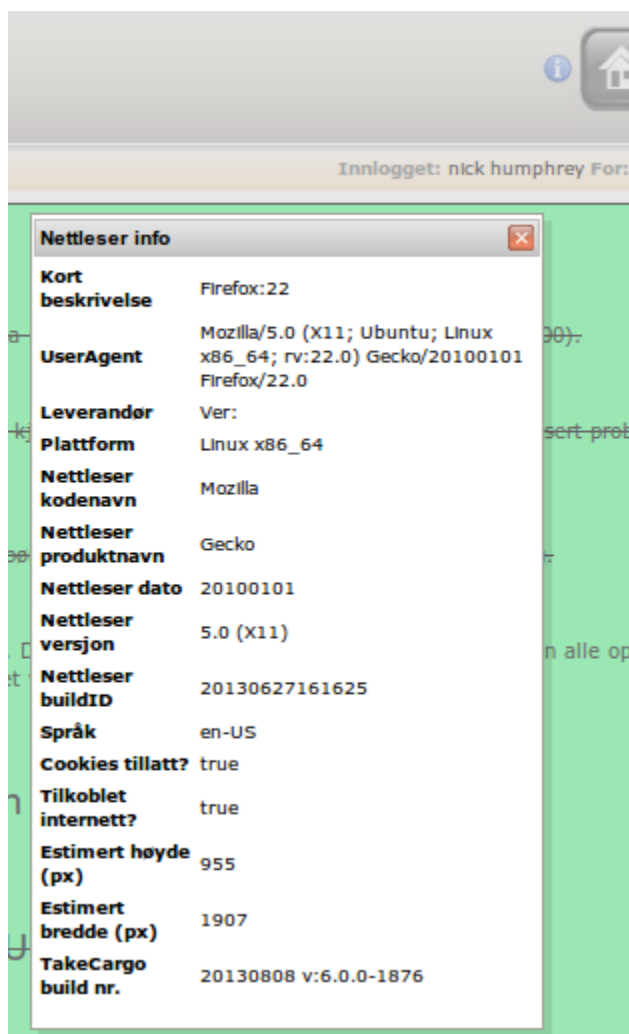 Innlogget: nick humphrey For:
Nettleser info
Kort
beskrivelse
Firefox:22
UserAgent
Mozilla/5.0 (X11; Ubuntu; Linux
x86_64; rv:22.0) Gecko/20100101
Firefox/22.0
Leverandør Ver:
Plattform Linux x86_64
Nettleser
kodenavn
Mozilla
Nettleser
produktnavn
Gecko
Nettleser dato 20100101
Nettleser
versjon
5.0 (X11)
Nettleser
buildID
20130627161625
Språk en-US
Cookies tillatt? true
Tilkoblet
internett?
true
Estimert høyde
(px)
955
Estimert
bredde (px)
1907
TakeCargo
build nr.
20130808 v:6.0.0-1876
00).
sert prob
n alle op